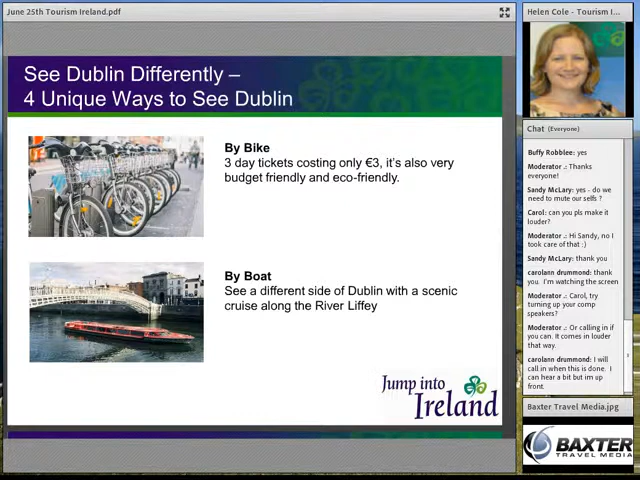 June 25th Tourism Ireland.pdf
See Dublin Differently –
4 Unique Ways to See Dublin
By Bike
3 day tickets costing only €3, it's also very
budget friendly and eco-friendly.
By Boat
See a different side of Dublin with a scenic
cruise along the River Liffey
Jump into
Ireland
Helen Cole - Tourism I...
Chat (Everyone)
Buffy Robblee: yes
Moderator .: Thanks
everyone!
Sandy McLary: yes - do we
need to mute our selfs ?
Carol: can you pls make it
louder?
Moderator .: Hi Sandy, no I
took care of that :)
Sandy McLary: thank you
carolann drummond: thank
you. I'm watching the screen
Moderator .: Carol, try
turning up your comp
speakers?
Moderator .: Or calling in if
you can. It comes in louder
that way.
carolann drummond: I will
call in when this is done. I
can hear a bit but im up
front.
Baxter Travel Media.jpg
BAXTER
TRAVEL MEDIA